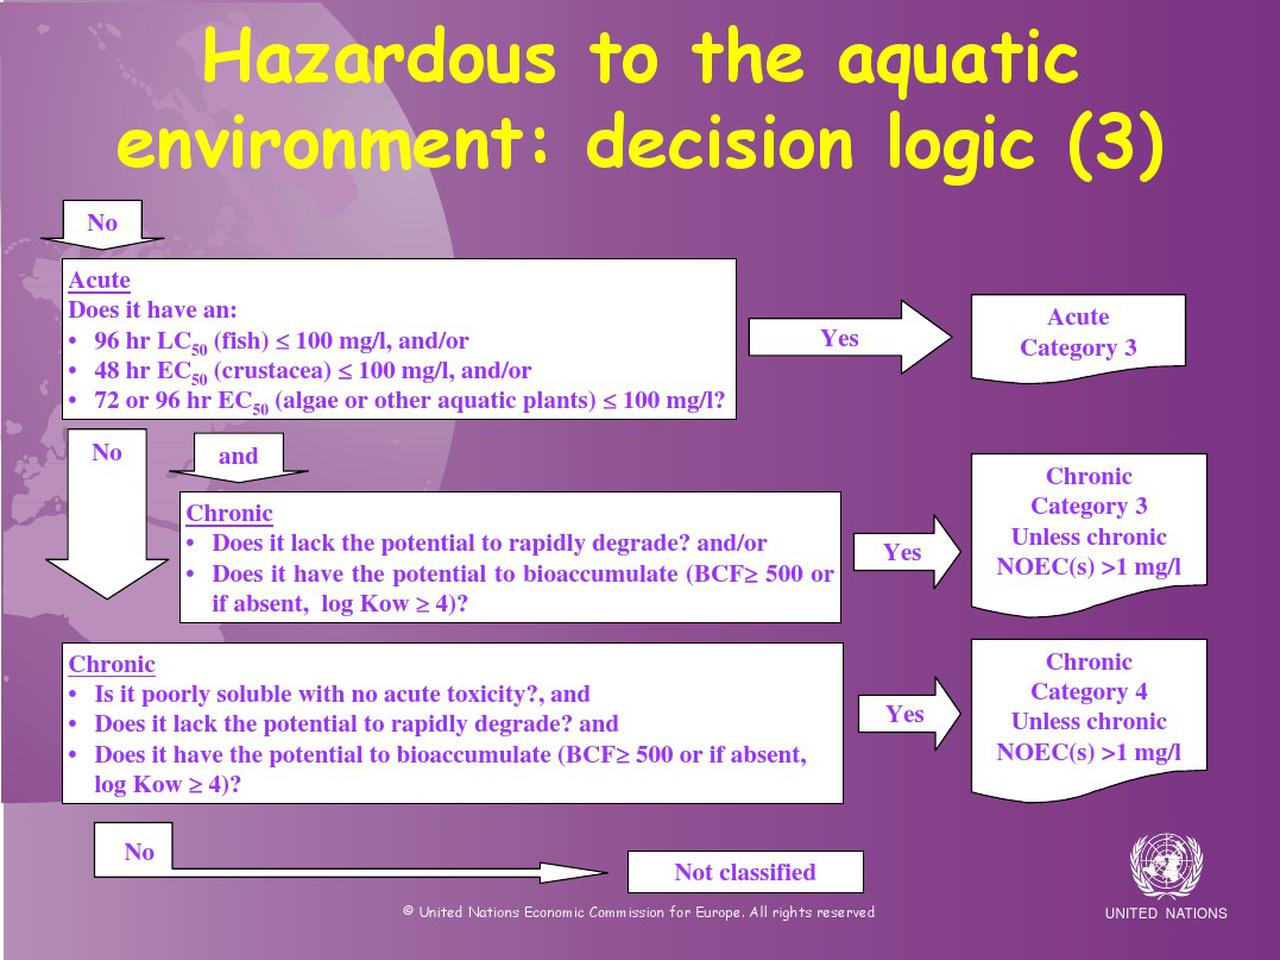 Hazardous to the aquatic
environment: decision logic (3)
No
Acute
Does it have an:
• 96 hr LC50 (fish) ≤ 100 mg/l, and/or
• 48 hr EC50 (crustacea) ≤ 100 mg/l, and/or
• 72 or 96 hr EC50 (algae or other aquatic plants) ≤ 100 mg/l?
Yes
Acute
Category 3
No
and
Chronic
• Does it lack the potential to rapidly degrade? and/or
• Does it have the potential to bioaccumulate (BCF≥ 500 or
if absent, log Kow ≥ 4)?
Yes
Chronic
Category 3
Unless chronic
NOEC(s) >1 mg/l
Chronic
• Is it poorly soluble with no acute toxicity?, and
• Does it lack the potential to rapidly degrade? and
• Does it have the potential to bioaccumulate (BCF≥ 500 or if absent,
log Kow ≥ 4)?
Yes
Chronic
Category 4
Unless chronic
NOEC(s) >1 mg/l
No
Not classified
© United Nations Economic Commission for Europe. All rights reserved
UNITED NATIONS